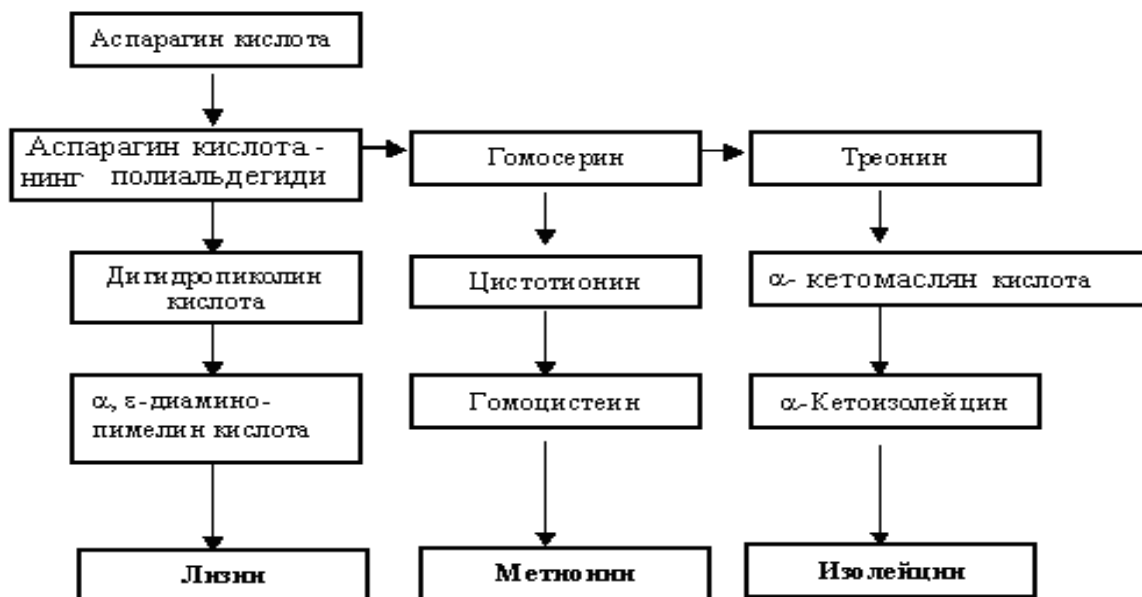 Аспарагин кислота
Аспарагин кислота -
нинг полиальдегиди
Гомосерин
Треонин
Дигидропиколин
кислота
Цистотионин
α- кетомаслян кислота
α, ε-диамино-
пимелин кислота
Гомоцистеин
α-Кетоизолейцин
Лизин
Метионин
Изолейцин